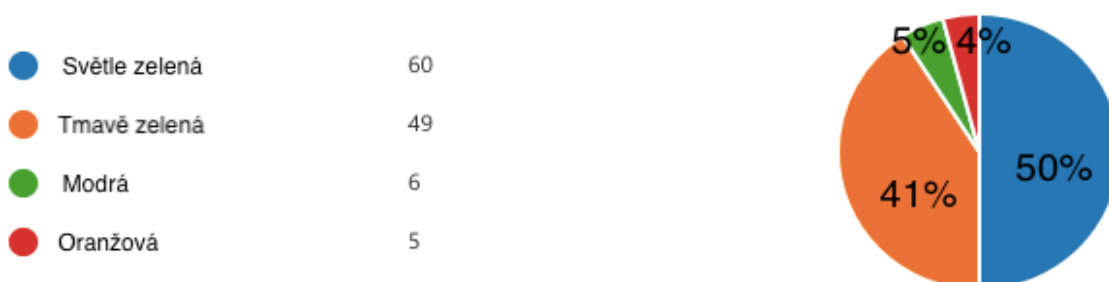 Světle zelená 60
Tmavě zelená 49
Modrá 6
Oranžová 5
5% 4%
50%
41%